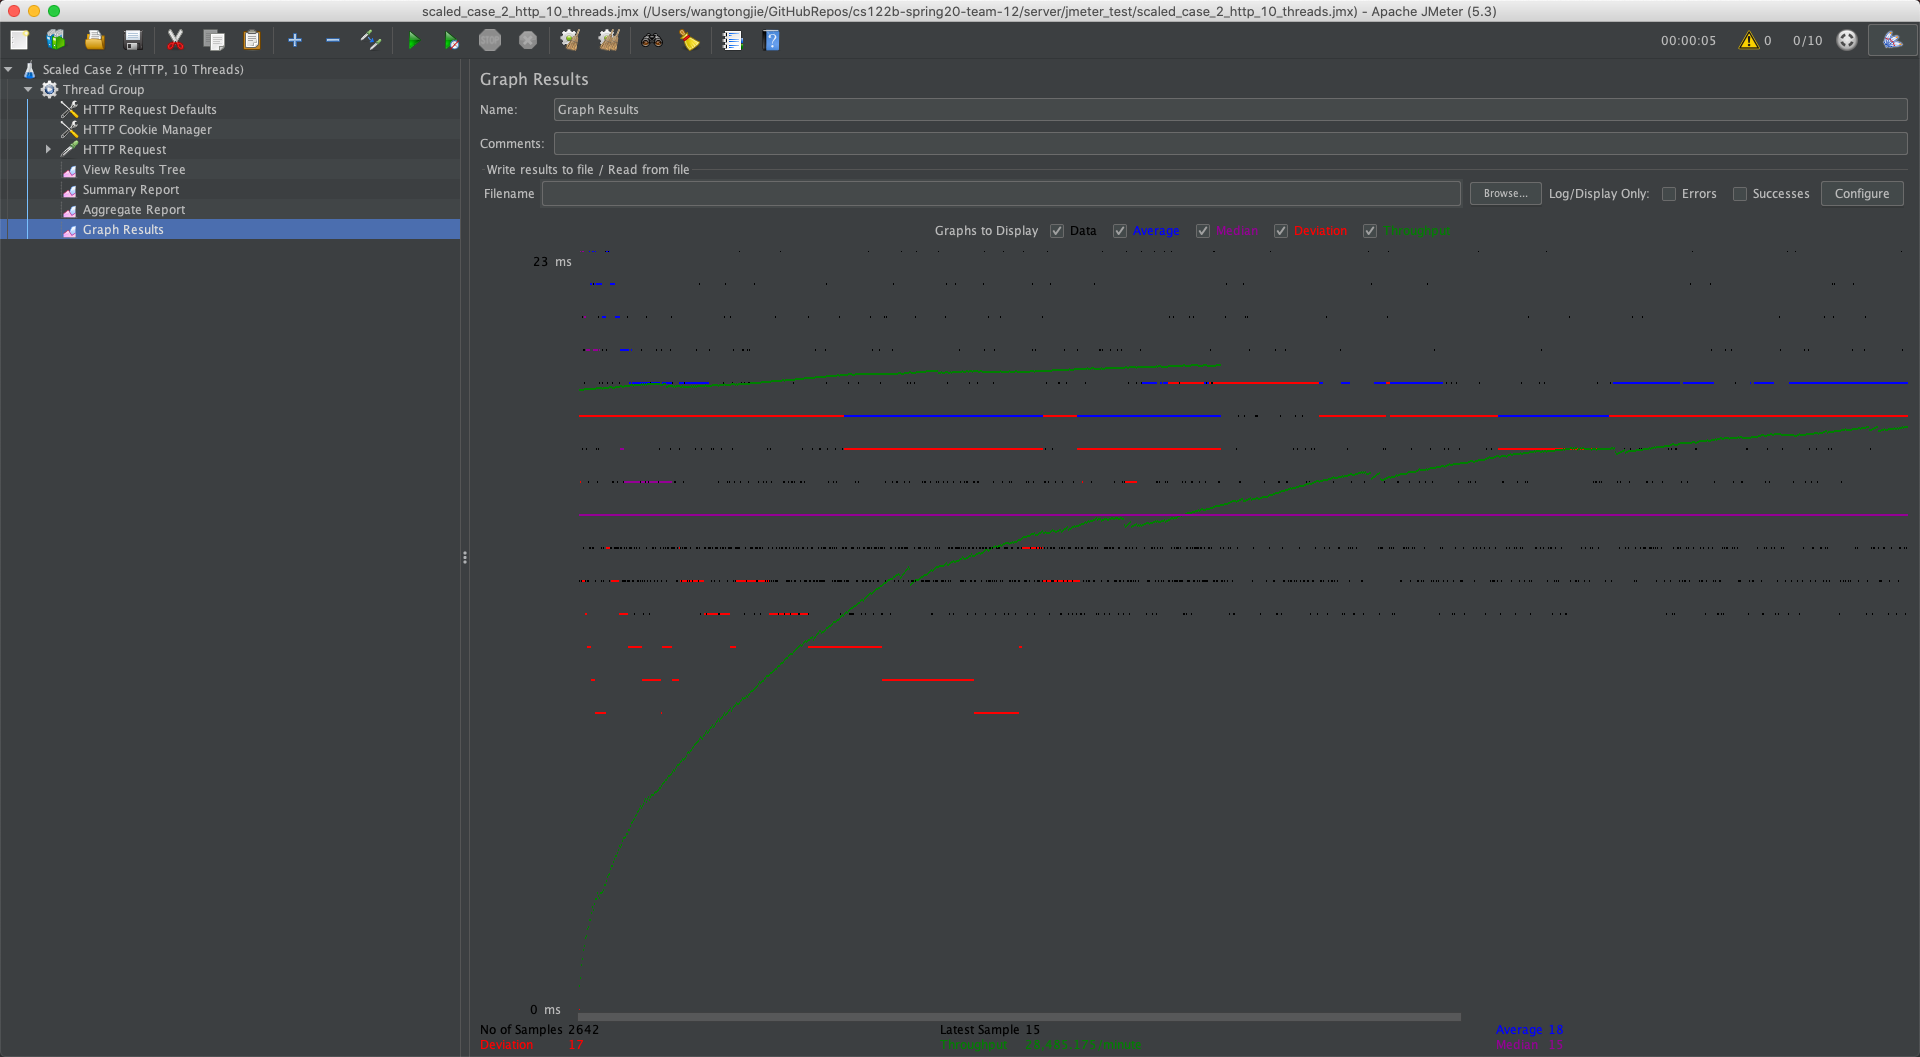 scaled_case_2_http_10_threads.jmx (/Users/wangtongjie/GitHubRepos/cs122b-spring20-team-12/server/jmeter_test/scaled_case_2_http_10_threads.jmx) - Apache JMeter (5.3)
STOP
00:00:05 0 0/10
Scaled Case 2 (HTTP, 10 Threads)
Thread Group
HTTP Request Defaults
HTTP Cookie Manager
HTTP Request
View Results Tree
Summary Report
Aggregate Report
Graph Results
Graph Results
Name: Graph Results
Comments:
Write results to file / Read from file
Filename Browse... Log/Display Only: Errors Successes Configure
Graphs to Display Data Average Median Deviation Throughput
23 ms
0 ms
No of Samples 2642 Latest Sample 15 Average 18
Deviation 17 Throughput 28,485.175/minute Median